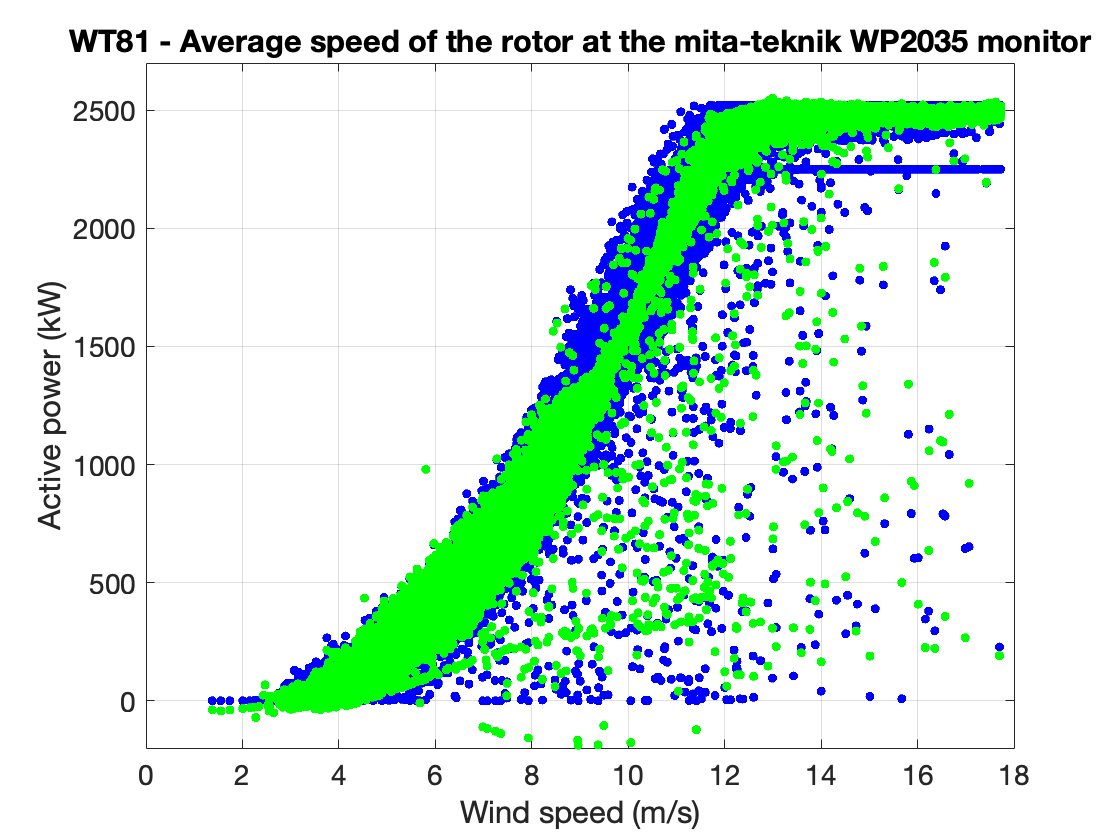 WT81 - Average speed of the rotor at the mita-teknik WP2035 monitor
2500
2000
1500
1000
500
0
Active power (kW)
0 2 4 6 8 10 12 14 16 18
Wind speed (m/s)